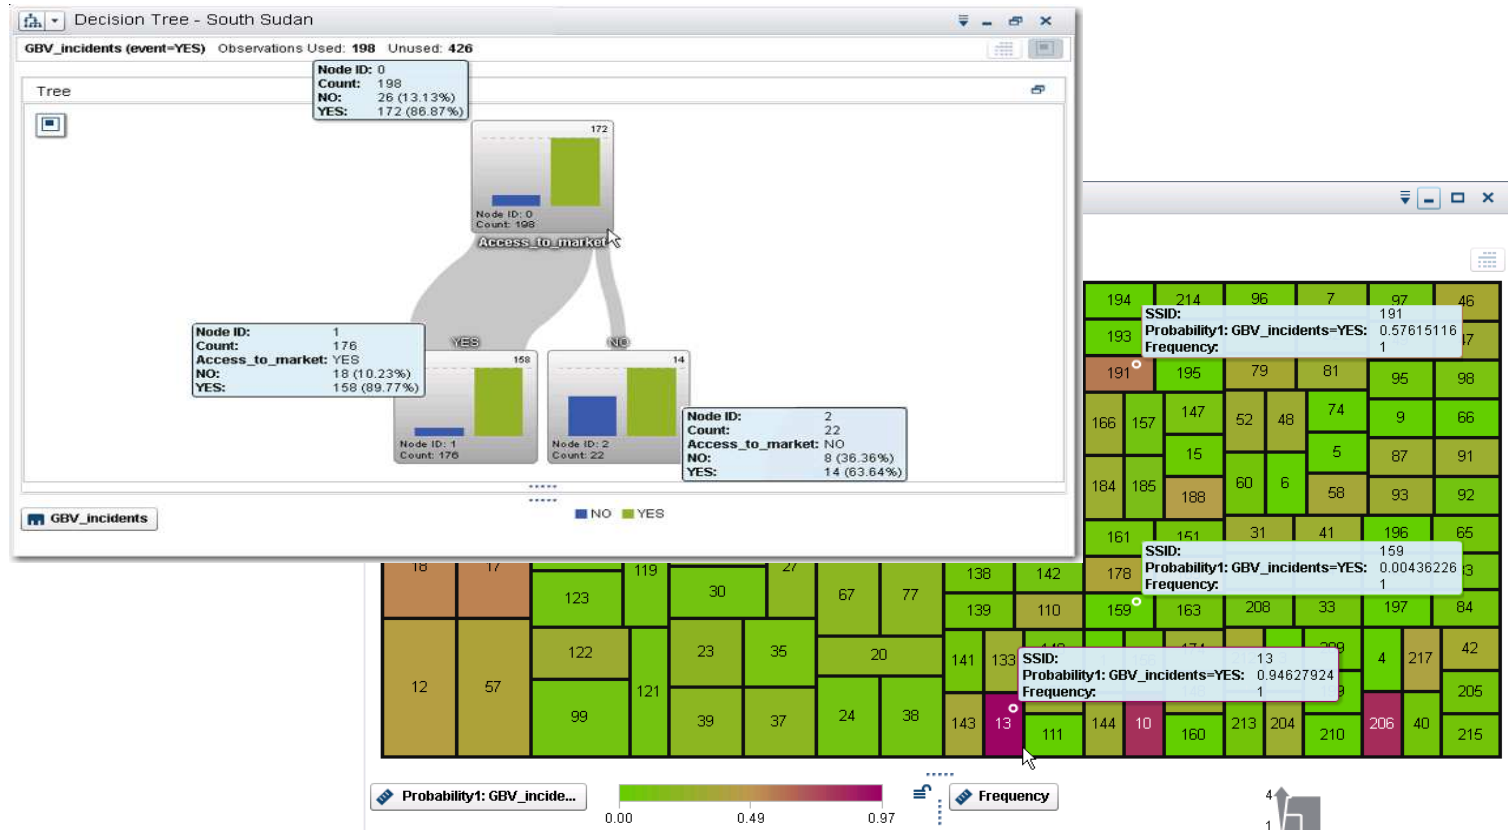 Decision Tree - South Sudan
GBV_incidents (event=YES) Observations Used: 198 Unused: 426
Node ID: 0
Count: 198
NO: 26 (13.13%)
YES: 172 (86.87%)
Tree
172
Node ID: 0
Count: 198
Access_to_market
Node ID: 1
Count: 176
Access_to_market: YES
NO: 18 (10.23%)
YES: 158 (89.77%)
YES
NO
158
14
Node ID: 1
Count: 176
Node ID: 2
Count: 22
Node ID: 2
Count: 22
Access_to_market: NO
NO: 8 (36.36%)
YES: 14 (63.64%)
GBV_incidents
NO YES
194 214 96 7 97 46
SSID: 191
Probability1: GBV_incidents=YES: 0.57615116
Frequency: 1
193
191 195 79 81 95 98
166 157 147 52 48 74 9 66
15 5 87 91
184 185 188 60 6 58 93 92
161 151 31 41 196 65
SSID: 159
Probability1: GBV_incidents=YES: 0.00436226
Frequency: 1
18 17 119 27 138 142 178
123 30 67 77 139 110 159 163 208 33 197 84
122 23 35 20 141 133 4 217 42
SSID: 13
Probability1: GBV_incidents=YES: 0.94627924
Frequency: 1
12 57 121 205
99 39 37 24 38 143 13 111 144 10 160 213 204 210 206 40 215
Probability1: GBV_incide...
0.00 0.49 0.97
Frequency
4
1